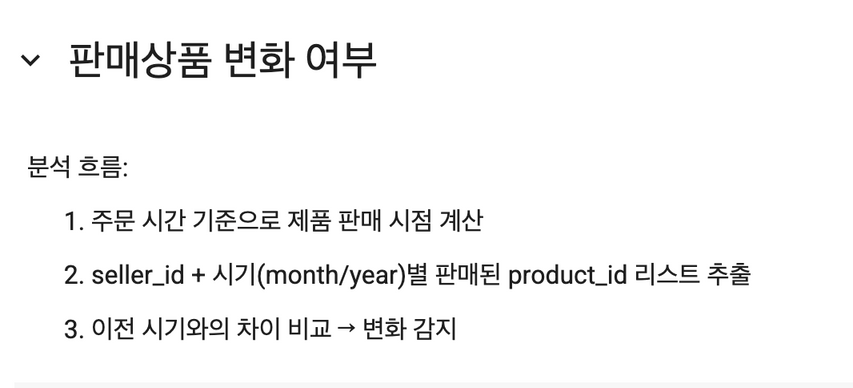 판매상품 변화 여부
분석 흐름:
1. 주문 시간 기준으로 제품 판매 시점 계산
2. seller_id + 시기(month/year)별 판매된 product_id 리스트 추출
3. 이전 시기와의 차이 비교 → 변화 감지